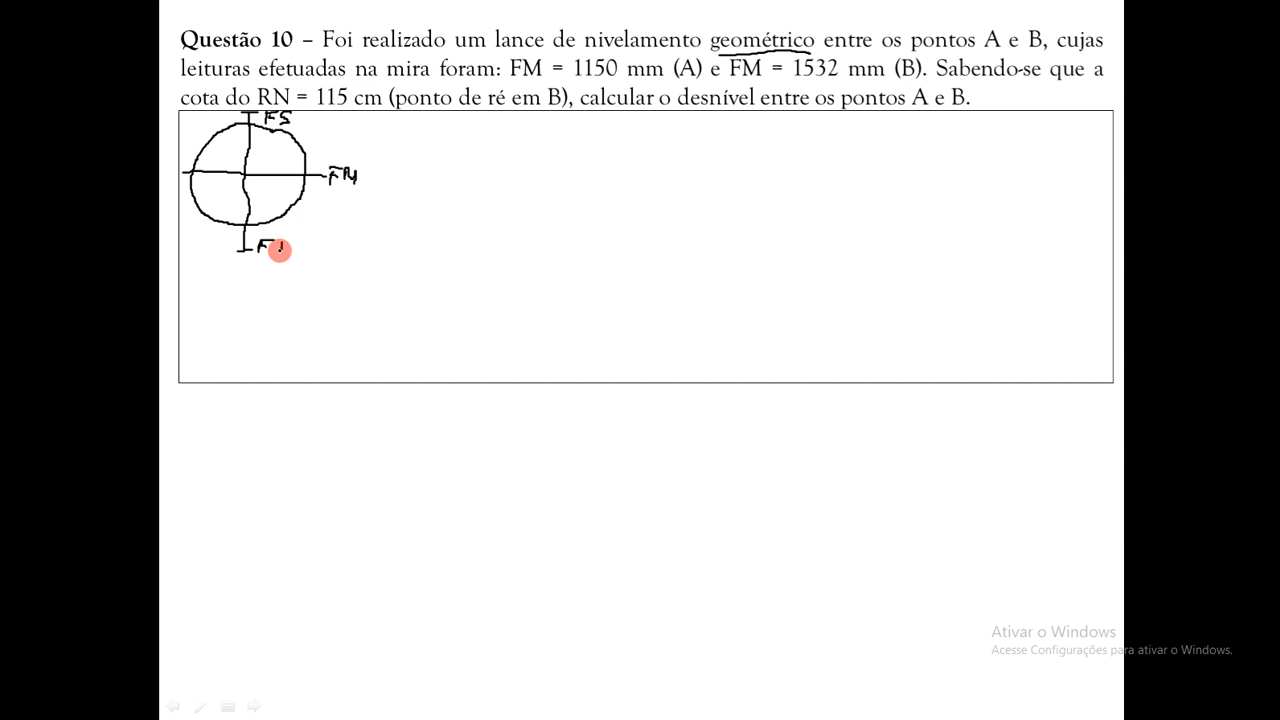 Questão 10 – Foi realizado um lance de nivelamento geométrico entre os pontos A e B, cujas
leituras efetuadas na mira foram: FM = 1150 mm (A) e FM = 1532 mm (B). Sabendo-se que a
cota do RN = 115 cm (ponto de ré em B), calcular o desnível entre os pontos A e B.
FS
FM
Ativar o Windows
Acesse Configurações para ativar o Windows.